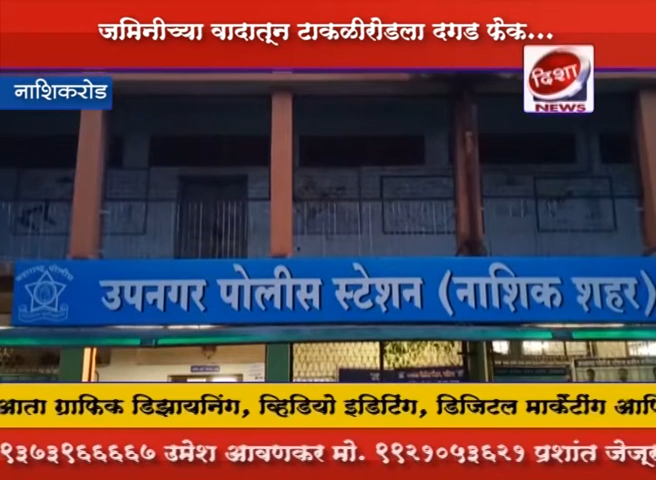 जमिनीच्या वादातून टाकळीरोडला दगड फेक...
नाशिकरोड
दिशा
NEWS
महाराष्ट्र पोलीस
उपनगर पोलीस स्टेशन (नाशिक शहर)
आता ग्राफिक डिझायनिंग, व्हिडियो इडिटिंग, डिजिटल मार्केटींग आणि
९३७३९६६६६७ उमेश आवणकर मो. ९९२१०५३६२१ प्रशांत जेजूर